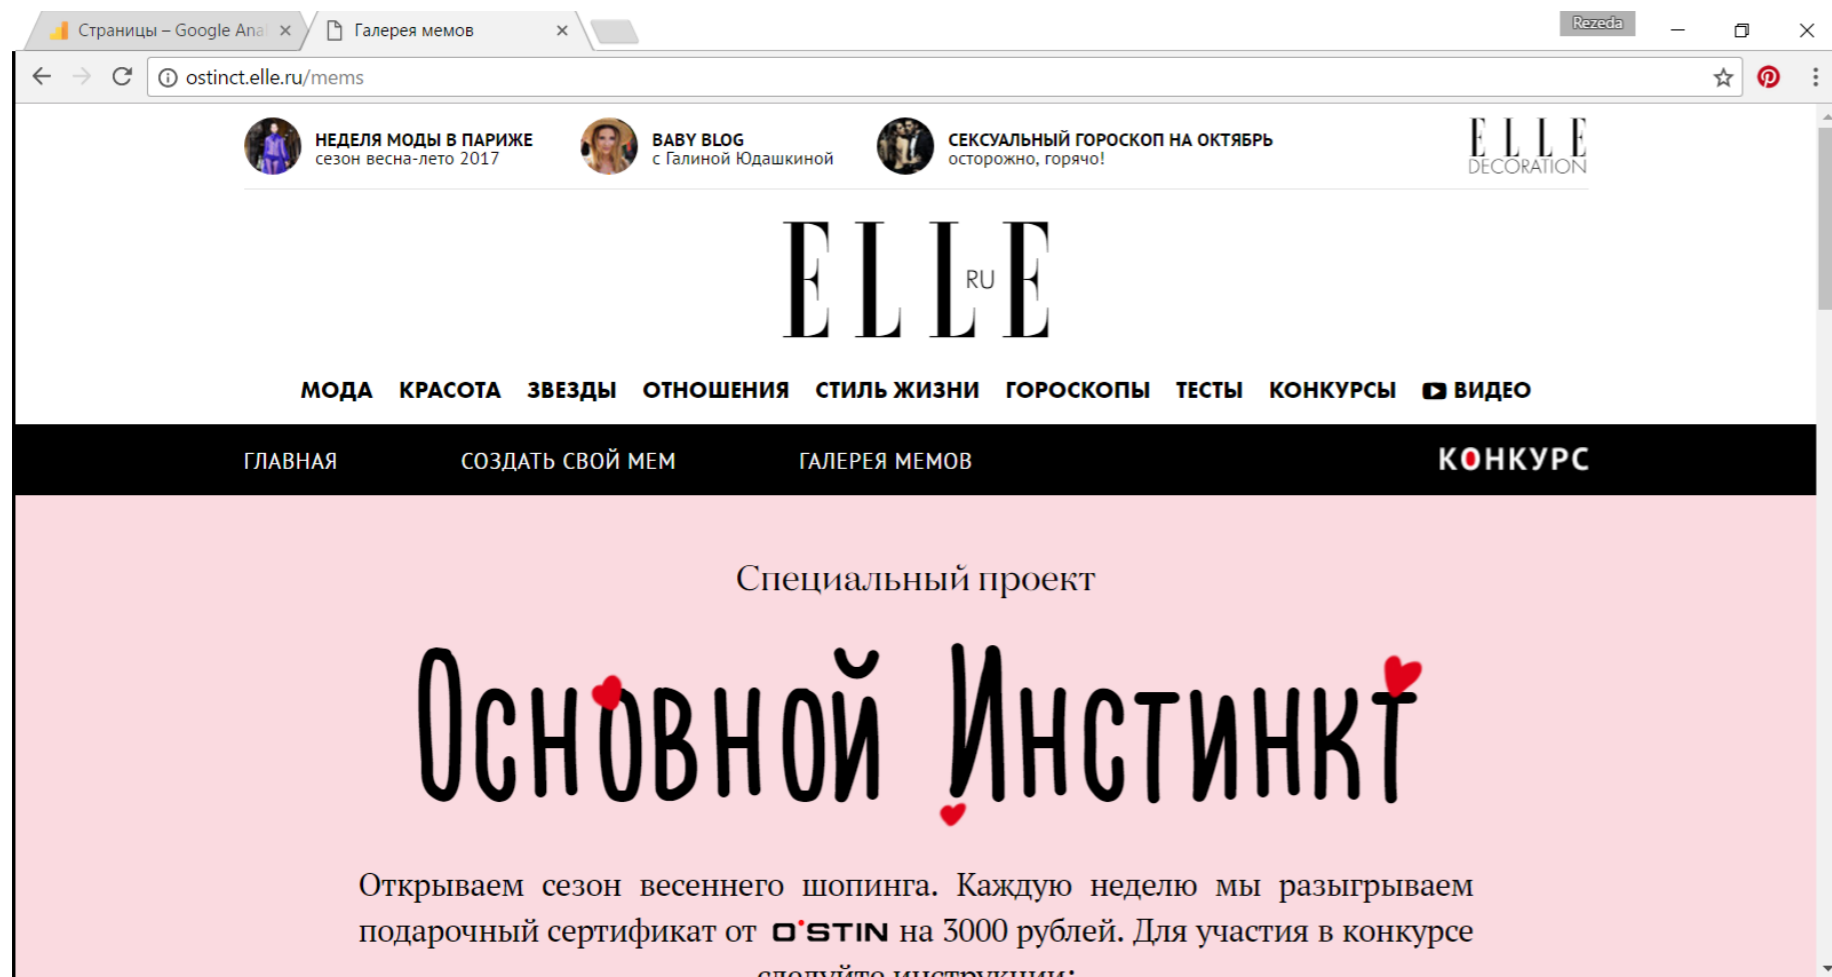 Страницы – Google Anal
Галерея мемов
Rezeda
ostinct.elle.ru/mems
НЕДЕЛЯ МОДЫ В ПАРИЖЕ
сезон весна-лето 2017
BABY BLOG
с Галиной Юдашкиной
СЕКСУАЛЬНЫЙ ГОРОСКОП НА ОКТЯБРЬ
осторожно, горячо!
ELLE
DECORATION
ELLE RU
МОДА КРАСОТА ЗВЕЗДЫ ОТНОШЕНИЯ СТИЛЬ ЖИЗНИ ГОРОСКОПЫ ТЕСТЫ КОНКУРСЫ ВИДЕО
ГЛАВНАЯ СОЗДАТЬ СВОЙ МЕМ ГАЛЕРЕЯ МЕМОВ КОНКУРС
Специальный проект
Основной Инстинкт
Открываем сезон весеннего шопинга. Каждую неделю мы разыгрываем
подарочный сертификат от O'STIN на 3000 рублей. Для участия в конкурсе
следуйте инструкции: